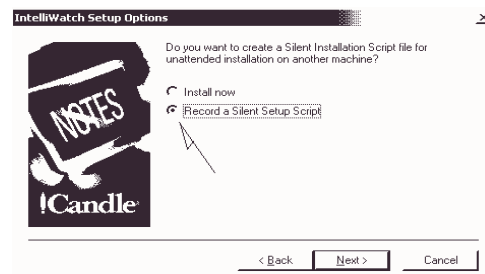 IntelliWatch Setup Options
Do you want to create a Silent Installation Script file for
unattended installation on another machine?
Install now
Record a Silent Setup Script
NOTES
!Candle
< Back
Next >
Cancel